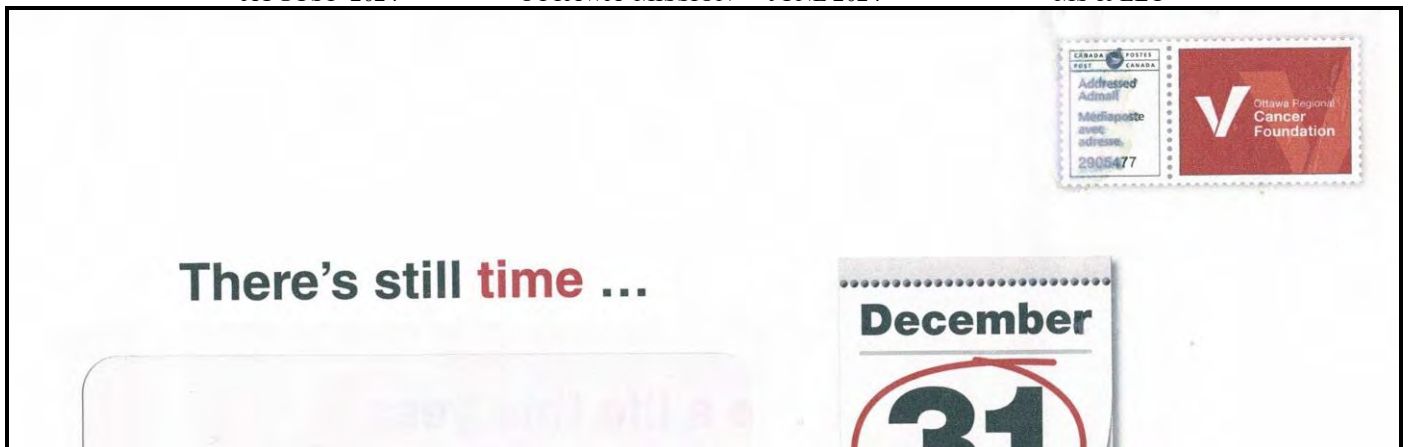 CANADA POSTES
POST CANADA
Addressed
Admail
Médiaposte
avec
adresse
2905477
Ottawa Regional
Cancer
Foundation
There's still time ...
December
31